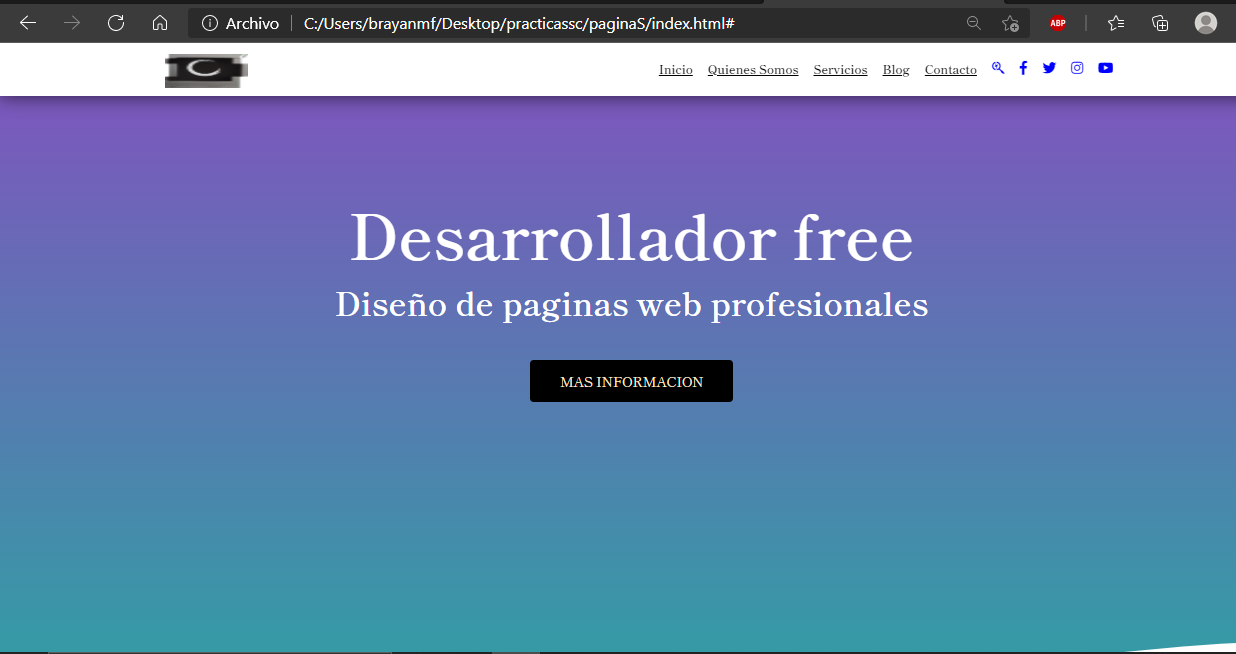 Archivo C:/Users/brayanmf/Desktop/practicassc/paginaS/index.html# ABP
Inicio Quienes Somos Servicios Blog Contacto
Desarrollador free
Diseño de paginas web profesionales
MAS INFORMACION